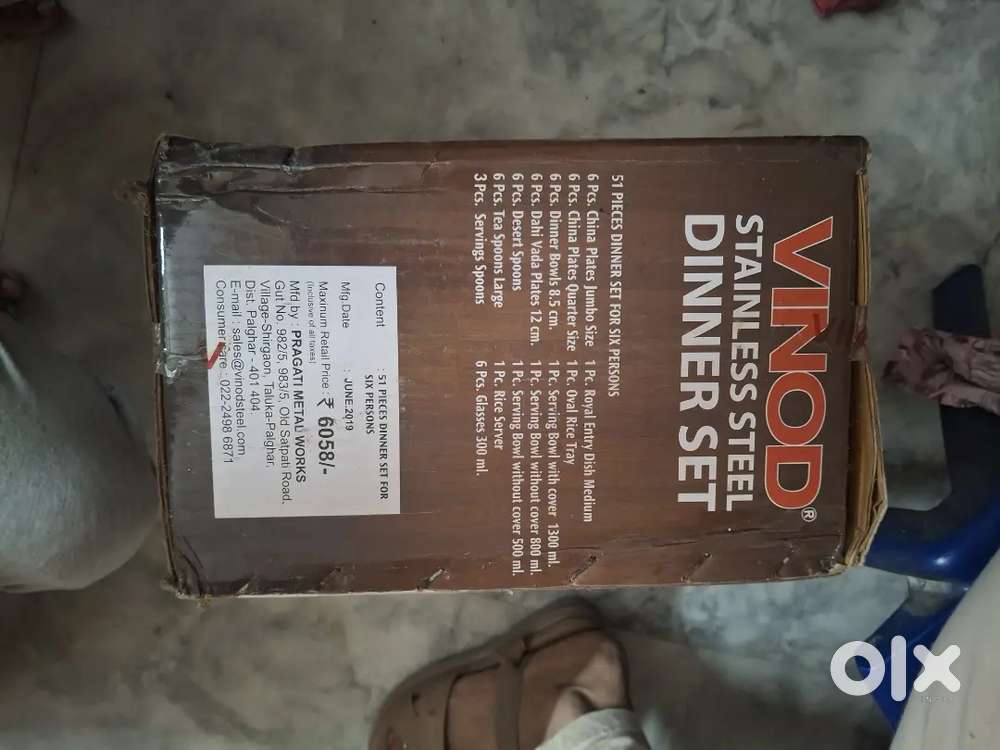 VINOD®
STAINLESS STEEL
DINNER SET
51 PIECES DINNER SET FOR SIX PERSONS
6 Pcs. China Plates Jumbo Size
6 Pcs. China Plates Quarter Size
6 Pcs. Dinner Bowls 8.5 cm.
6 Pcs. Dahi Vada Plates 12 cm.
6 Pcs. Desert Spoons
6 Pcs. Tea Spoons Large
3 Pcs. Servings Spoons
1 Pc. Royal Entry Dish Medium
1 Pc. Oval Rice Tray
1 Pc. Serving Bowl with cover 1300 ml.
1 Pc. Serving Bowl without cover 800 ml.
1 Pc. Serving Bowl without cover 500 ml.
1 Pc. Rice Server
6 Pcs. Glasses 300 ml.
Content : 51 PIECES DINNER SET FOR
SIX PERSONS
Mfg.Date : JUNE:2019
Maximum Retail Price : ₹ 6058/-
(Inclusive of all taxes)
Mfd by : PRAGATI METAL WORKS
Gut No. 982/5, 983/5, Old Satpati Road,
Village-Shirgaon, Taluka-Palghar,
Dist. Palghar - 401 404.
E-mail : sales@vinodsteel.com
Consumer Care : 022-2498 6871
olx